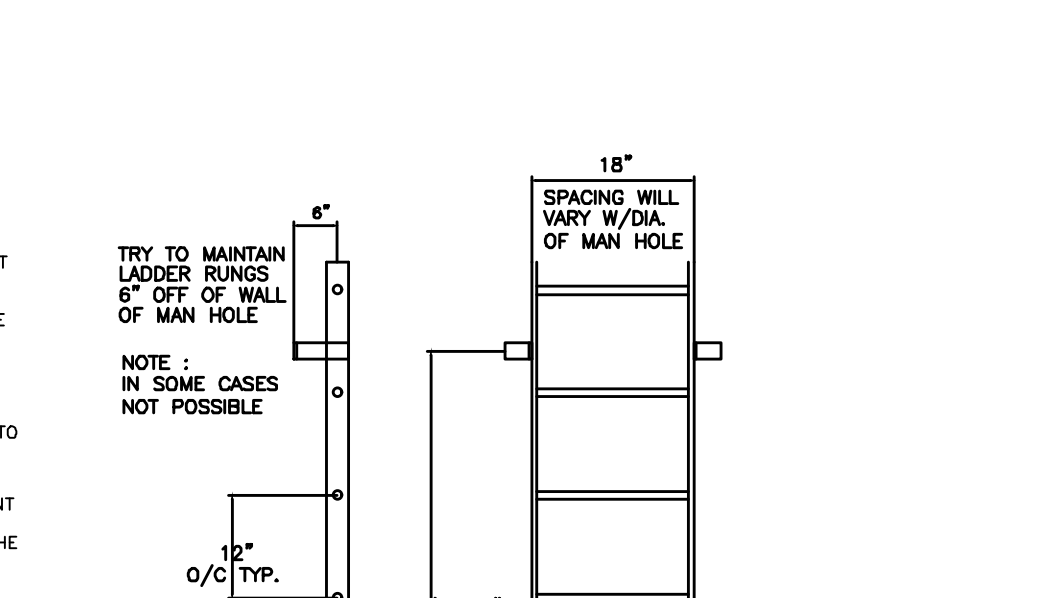 18"
SPACING WILL
VARY W/DIA.
OF MAN HOLE
6"
TRY TO MAINTAIN
LADDER RUNGS
6" OFF OF WALL
OF MAN HOLE
NOTE :
IN SOME CASES
NOT POSSIBLE
TO
12"
O/C TYP.